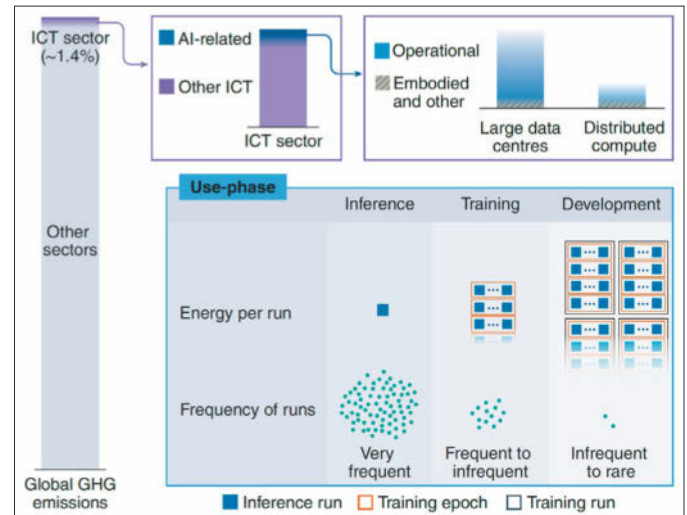 ICT sector
(~1.4%)
Other
sectors
Global GHG
emissions
AI-related
Other ICT
ICT sector
Operational
Embodied
and other
Large data
centres
Distributed
compute
Use-phase
Inference
Training
Development
Energy per run
Frequency of runs
Very
frequent
Frequent to
infrequent
Infrequent
to rare
Inference run
Training epoch
Training run